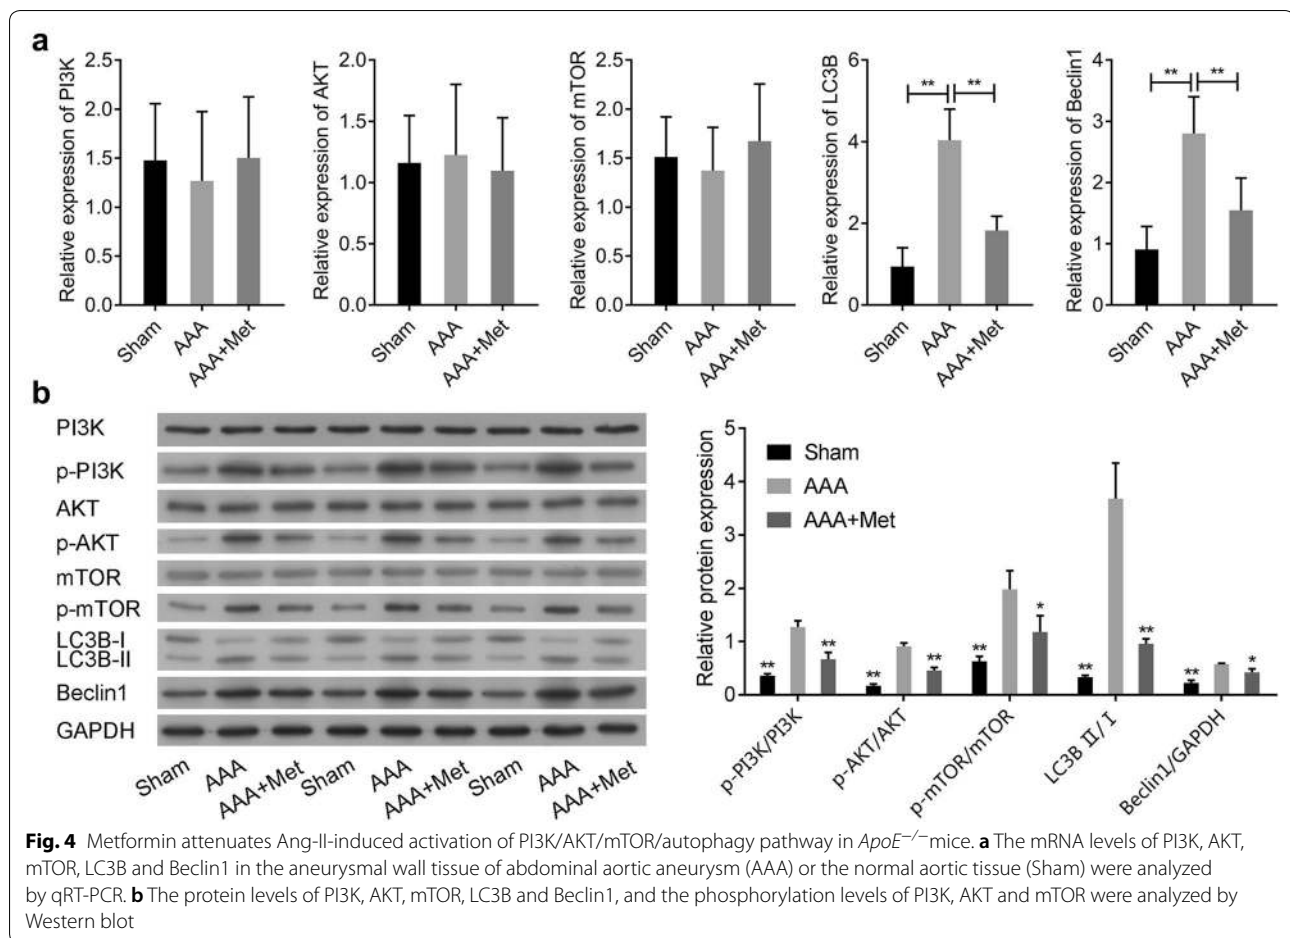 a
Relative expression of PI3K
2.5
2.0
1.5
1.0
0.5
0.0
Sham
AAA
AAA+Met
Relative expression of AKT
2.0
1.5
1.0
0.5
0.0
Sham
AAA
AAA+Met
Relative expression of mTOR
2.5
2.0
1.5
1.0
0.5
0.0
Sham
AAA
AAA+Met
Relative expression of LC3B
6
4
2
0
** **
Sham
AAA
AAA+Met
Relative expression of Beclin1
4
3
2
1
0
** **
Sham
AAA
AAA+Met
b
PI3K
p-PI3K
AKT
p-AKT
mTOR
p-mTOR
LC3B-I
LC3B-II
Beclin1
GAPDH
Sham AAA AAA+Met Sham AAA AAA+Met Sham AAA AAA+Met
Relative protein expression
5
4
3
2
1
0
Sham
AAA
AAA+Met
** ** ** ** ** * ** ** ** *
p-PI3K/PI3K
p-AKT/AKT
p-mTOR/mTOR
LC3B II/ I
Beclin1/GAPDH
Fig. 4 Metformin attenuates Ang-II-induced activation of PI3K/AKT/mTOR/autophagy pathway in ApoE−/−mice. a The mRNA levels of PI3K, AKT,
mTOR, LC3B and Beclin1 in the aneurysmal wall tissue of abdominal aortic aneurysm (AAA) or the normal aortic tissue (Sham) were analyzed
by qRT-PCR. b The protein levels of PI3K, AKT, mTOR, LC3B and Beclin1, and the phosphorylation levels of PI3K, AKT and mTOR were analyzed by
Western blot